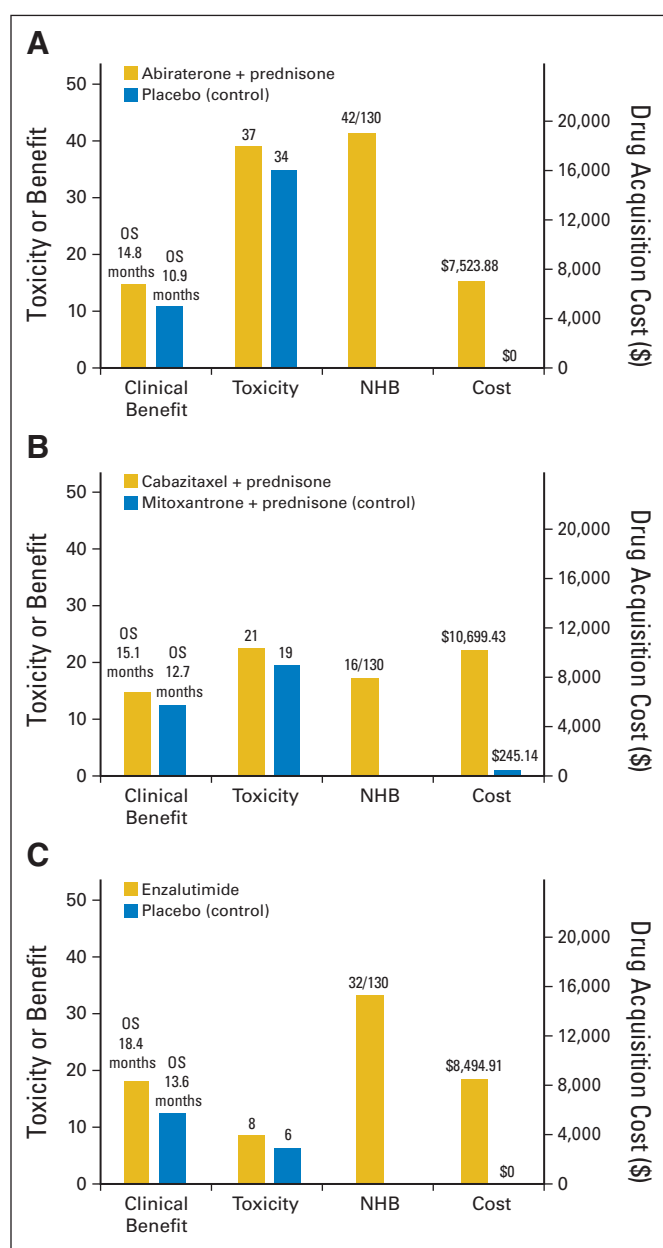 A
Abiraterone + prednisone
Placebo (control)
Toxicity or Benefit
Drug Acquisition Cost ($)
50
40
30
20
10
0
20,000
16,000
12,000
8,000
4,000
0
OS
14.8
months
OS
10.9
months
37
34
42/130
$7,523.88
$0
Clinical
Benefit
Toxicity
NHB
Cost
B
Cabazitaxel + prednisone
Mitoxantrone + prednisone (control)
Toxicity or Benefit
Drug Acquisition Cost ($)
50
40
30
20
10
0
20,000
16,000
12,000
8,000
4,000
0
OS
15.1
months
OS
12.7
months
21
19
16/130
$10,699.43
$245.14
Clinical
Benefit
Toxicity
NHB
Cost
C
Enzalutimide
Placebo (control)
Toxicity or Benefit
Drug Acquisition Cost ($)
50
40
30
20
10
0
20,000
16,000
12,000
8,000
4,000
0
OS
18.4
months
OS
13.6
months
8
6
32/130
$8,494.91
$0
Clinical
Benefit
Toxicity
NHB
Cost